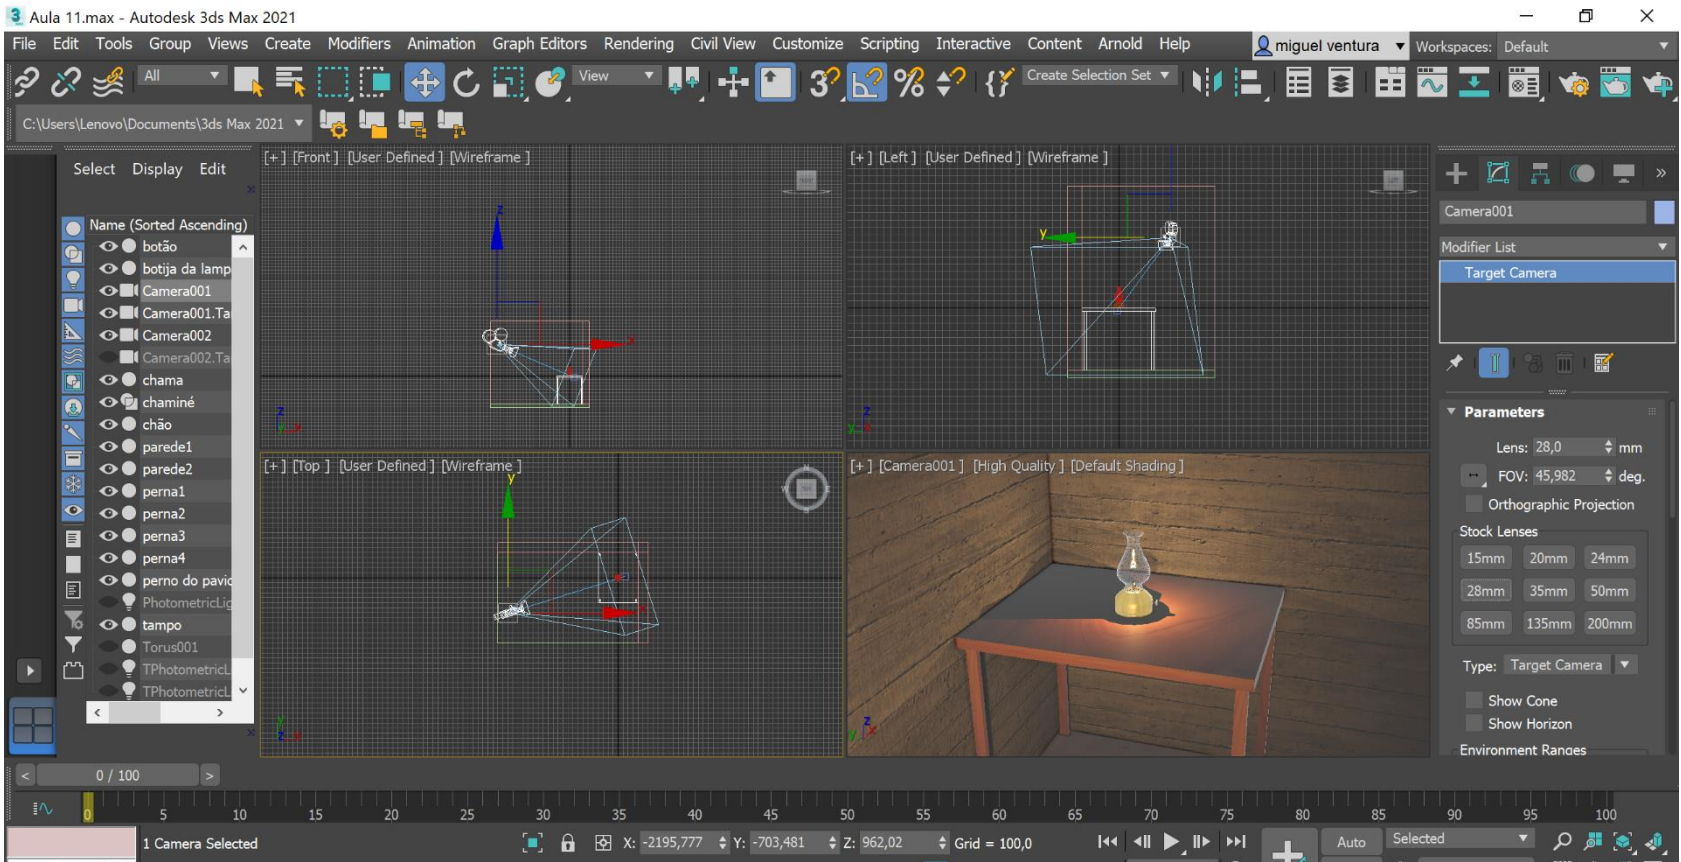 Aula 11.max - Autodesk 3ds Max 2021
File Edit Tools Group Views Create Modifiers Animation Graph Editors Rendering Civil View Customize Scripting Interactive Content Arnold Help miguel ventura Workspaces: Default
All View Create Selection Set
C:\Users\Lenovo\Documents\3ds Max 2021
Select Display Edit
Name (Sorted Ascending)
botão
botija da lamp
Camera001
Camera001.Ta
Camera002
Camera002.Ta
chama
chaminé
chão
parede1
parede2
perna1
perna2
perna3
perna4
perno do pavio
PhotometricLig
tampo
Torus001
TPhotometricL
TPhotometricL
[+] [Front] [User Defined] [Wireframe]
z
x
z
y x
[+] [Left] [User Defined] [Wireframe]
y
z
[+] [Top] [User Defined] [Wireframe]
y
x
y
z x
[+] [Camera001] [High Quality] [Default Shading]
z
y x
Camera001
Modifier List
Target Camera
Parameters
Lens: 28,0 mm
FOV: 45,982 deg.
Orthographic Projection
Stock Lenses
15mm 20mm 24mm
28mm 35mm 50mm
85mm 135mm 200mm
Type: Target Camera
Show Cone
Show Horizon
Environment Ranges
< 0 / 100 >
0 5 10 15 20 25 30 35 40 45 50 55 60 65 70 75 80 85 90 95 100
1 Camera Selected X: -2195,777 Y: -703,481 Z: 962,02 Grid = 100,0 Auto Selected